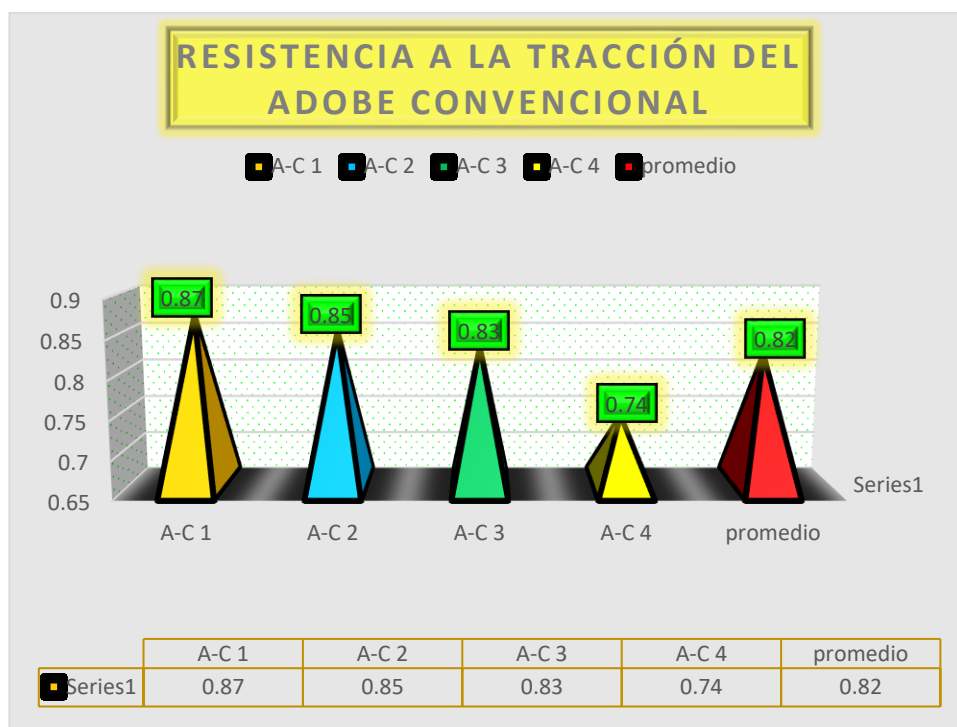 RESISTENCIA A LA TRACCIÓN DEL
ADOBE CONVENCIONAL
A-C 1 A-C 2 A-C 3 A-C 4 promedio
0.9
0.85
0.8
0.75
0.7
0.65
0.87
0.85
0.83
0.74
0.82
Series1
A-C 1 A-C 2 A-C 3 A-C 4 promedio
A-C 1 A-C 2 A-C 3 A-C 4 promedio
Series1 0.87 0.85 0.83 0.74 0.82